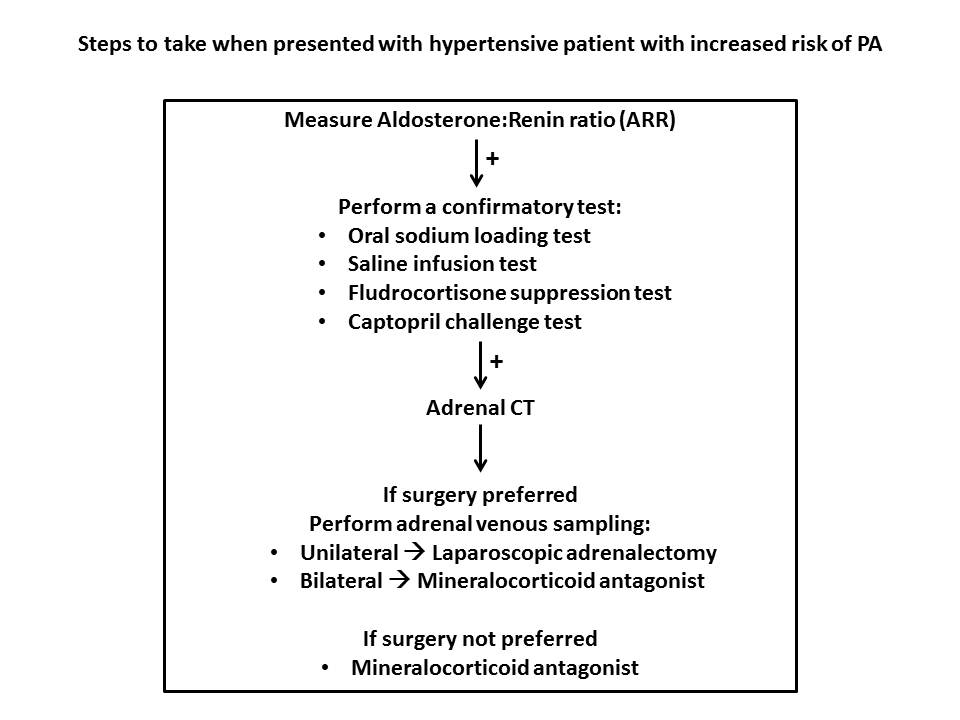 Steps to take when presented with hypertensive patient with increased risk of PA
Measure Aldosterone:Renin ratio (ARR)
+
Perform a confirmatory test:
• Oral sodium loading test
• Saline infusion test
• Fludrocortisone suppression test
• Captopril challenge test
+
Adrenal CT
If surgery preferred
Perform adrenal venous sampling:
• Unilateral → Laparoscopic adrenalectomy
• Bilateral → Mineralocorticoid antagonist
If surgery not preferred
• Mineralocorticoid antagonist